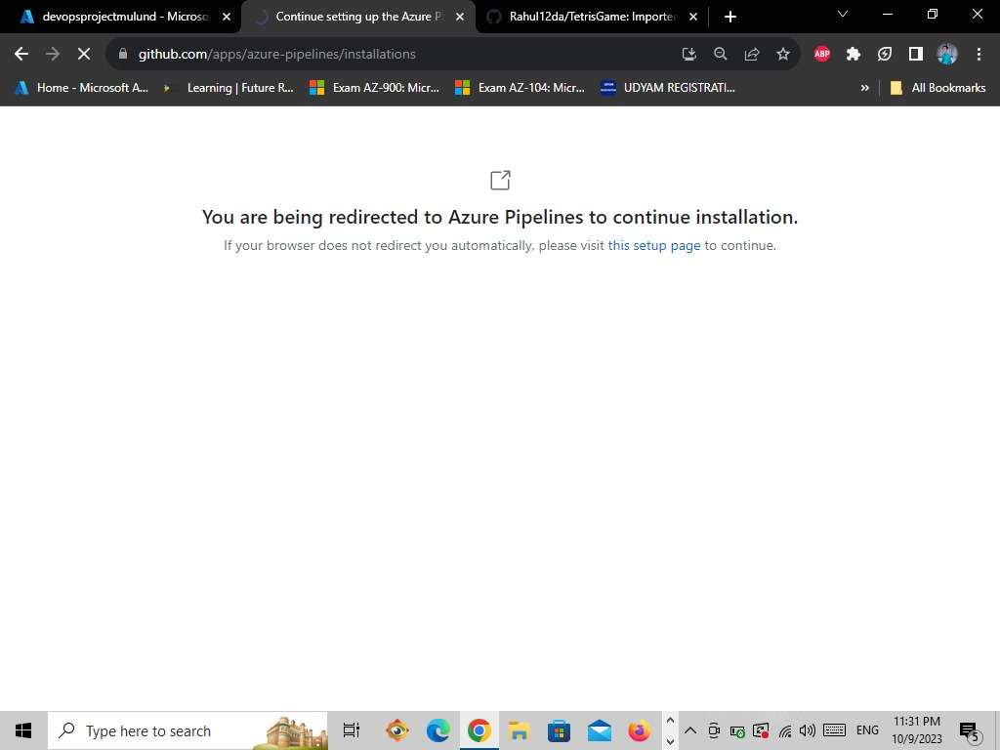 devopsprojectmulund - Microso
Continue setting up the Azure P
Rahul12da/TetrisGame: Imported
github.com/apps/azure-pipelines/installations
ABP
Home - Microsoft A...
Learning | Future R...
Exam AZ-900: Micr...
Exam AZ-104: Micr...
UDYAM REGISTRATI...
»
All Bookmarks
You are being redirected to Azure Pipelines to continue installation.
If your browser does not redirect you automatically, please visit this setup page to continue.
Type here to search
ENG
11:31 PM
10/9/2023
5